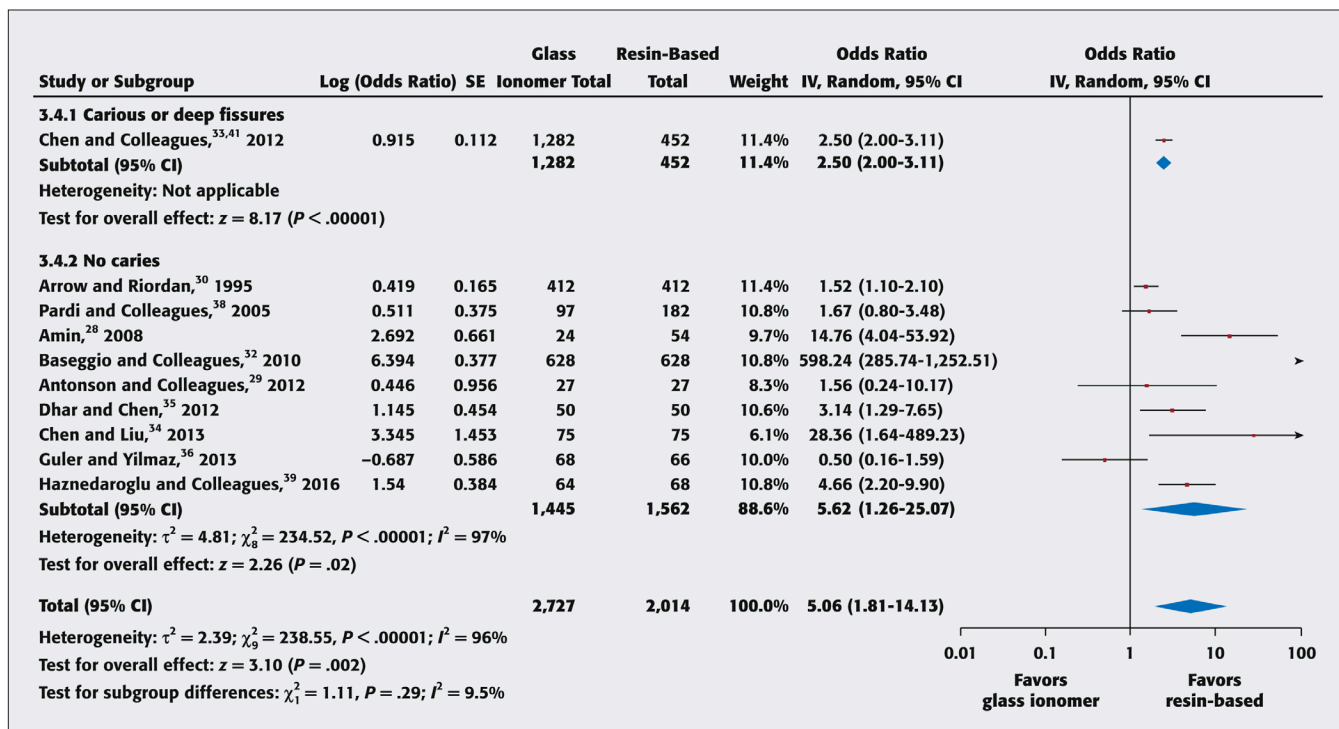 Glass Resin-Based Odds Ratio Odds Ratio
Study or Subgroup Log (Odds Ratio) SE Ionomer Total Total Weight IV, Random, 95% CI IV, Random, 95% CI
3.4.1 Carious or deep fissures
Chen and Colleagues,33,41 2012 0.915 0.112 1,282 452 11.4% 2.50 (2.00-3.11)
Subtotal (95% CI) 1,282 452 11.4% 2.50 (2.00-3.11)
Heterogeneity: Not applicable
Test for overall effect: z = 8.17 (P < .00001)
3.4.2 No caries
Arrow and Riordan,30 1995 0.419 0.165 412 412 11.4% 1.52 (1.10-2.10)
Pardi and Colleagues,38 2005 0.511 0.375 97 182 10.8% 1.67 (0.80-3.48)
Amin,28 2008 2.692 0.661 24 54 9.7% 14.76 (4.04-53.92)
Baseggio and Colleagues,32 2010 6.394 0.377 628 628 10.8% 598.24 (285.74-1,252.51)
Antonson and Colleagues,29 2012 0.446 0.956 27 27 8.3% 1.56 (0.24-10.17)
Dhar and Chen,35 2012 1.145 0.454 50 50 10.6% 3.14 (1.29-7.65)
Chen and Liu,34 2013 3.345 1.453 75 75 6.1% 28.36 (1.64-489.23)
Guler and Yilmaz,36 2013 −0.687 0.586 68 66 10.0% 0.50 (0.16-1.59)
Haznedaroglu and Colleagues,39 2016 1.54 0.384 64 68 10.8% 4.66 (2.20-9.90)
Subtotal (95% CI) 1,445 1,562 88.6% 5.62 (1.26-25.07)
Heterogeneity: τ2 = 4.81; χ28 = 234.52, P < .00001; I2 = 97%
Test for overall effect: z = 2.26 (P = .02)
Total (95% CI) 2,727 2,014 100.0% 5.06 (1.81-14.13)
Heterogeneity: τ2 = 2.39; χ29 = 238.55, P < .00001; I2 = 96%
Test for overall effect: z = 3.10 (P = .002)
Test for subgroup differences: χ21 = 1.11, P = .29; I2 = 9.5%
0.01 0.1 1 10 100
Favors Favors
glass ionomer resin-based